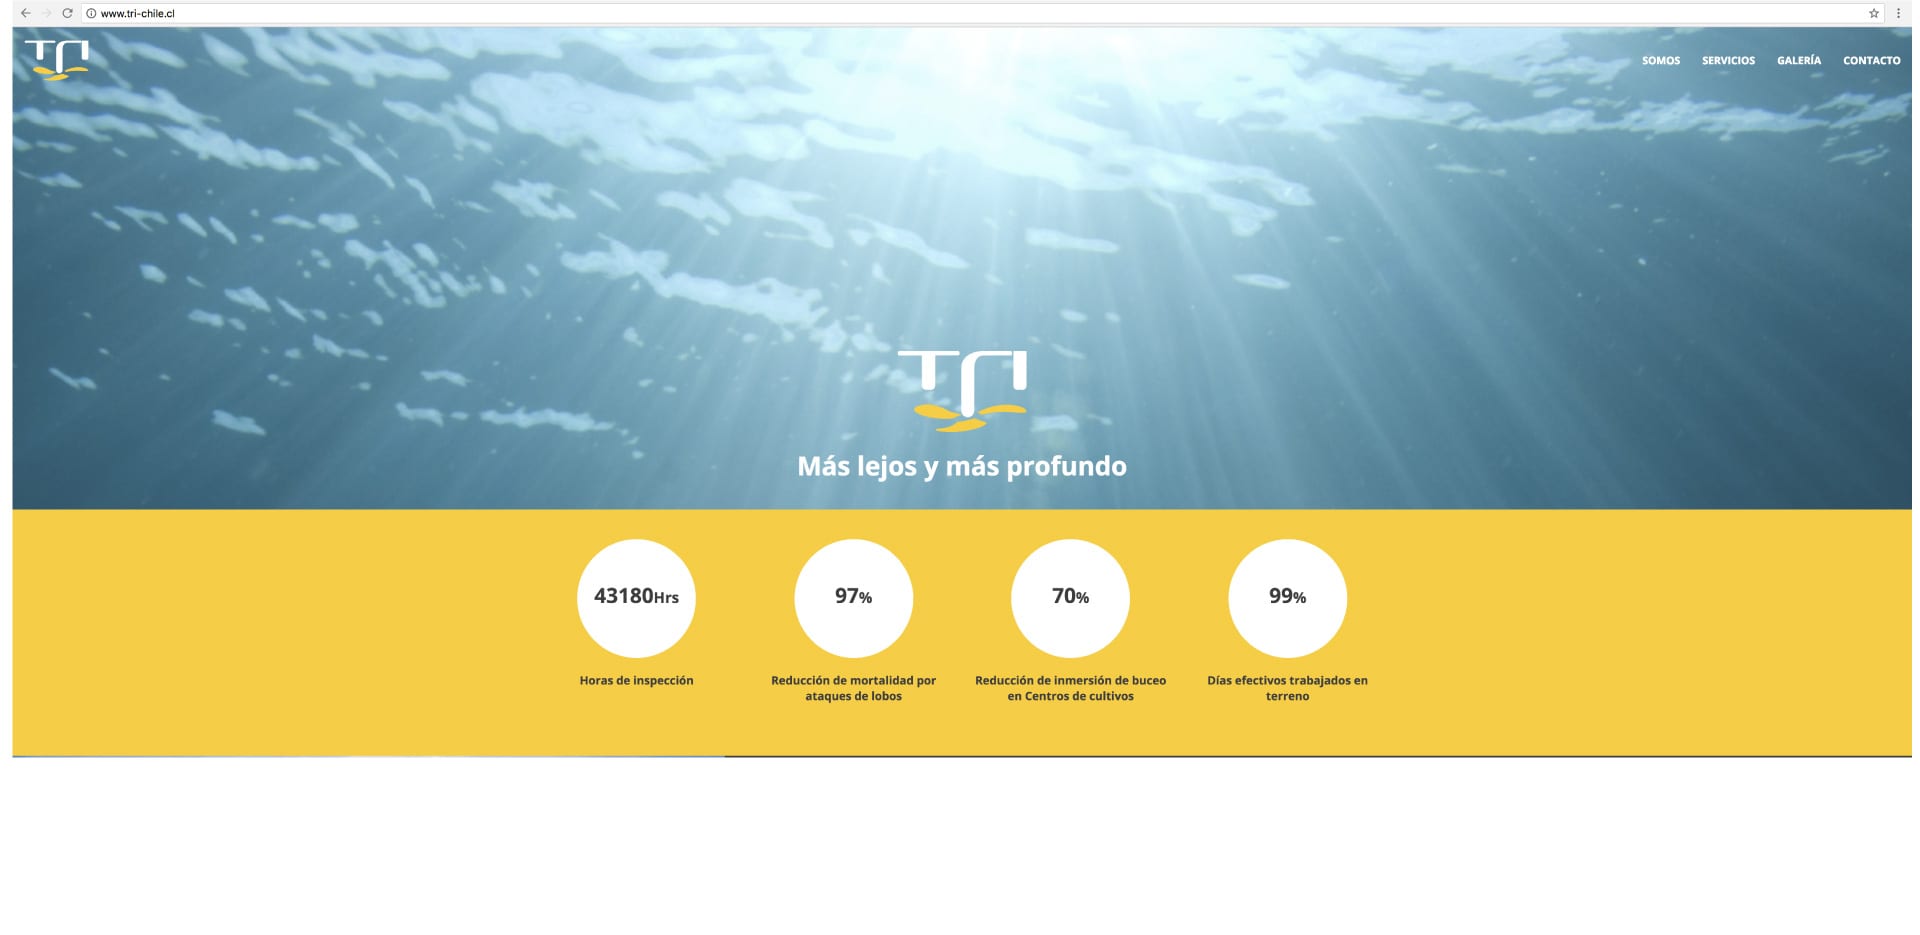 www.tri-chile.cl
TRI
SOMOS SERVICIOS GALERÍA CONTACTO
TRI
Más lejos y más profundo
43180Hrs
Horas de inspección
97%
Reducción de mortalidad por
ataques de lobos
70%
Reducción de inmersión de buceo
en Centros de cultivos
99%
Días efectivos trabajados en
terreno